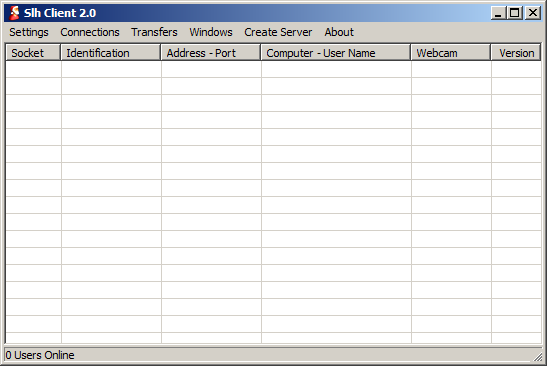 Slh Client 2.0
Settings Connections Transfers Windows Create Server About
Socket Identification Address - Port Computer - User Name Webcam Version
0 Users Online